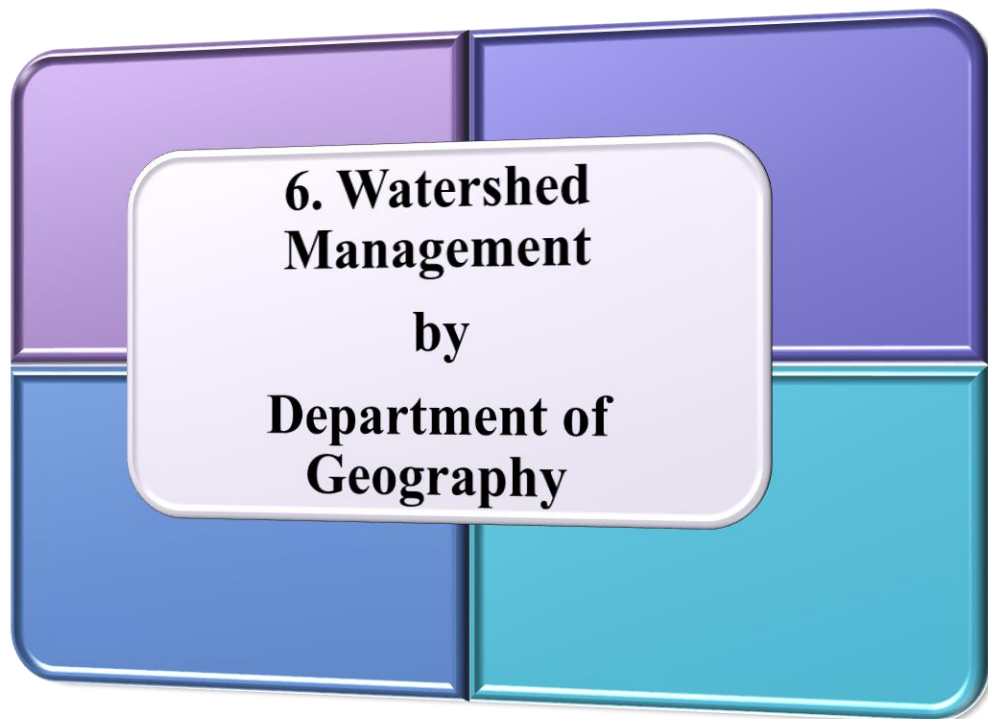 6. Watershed
Management
by
Department of
Geography